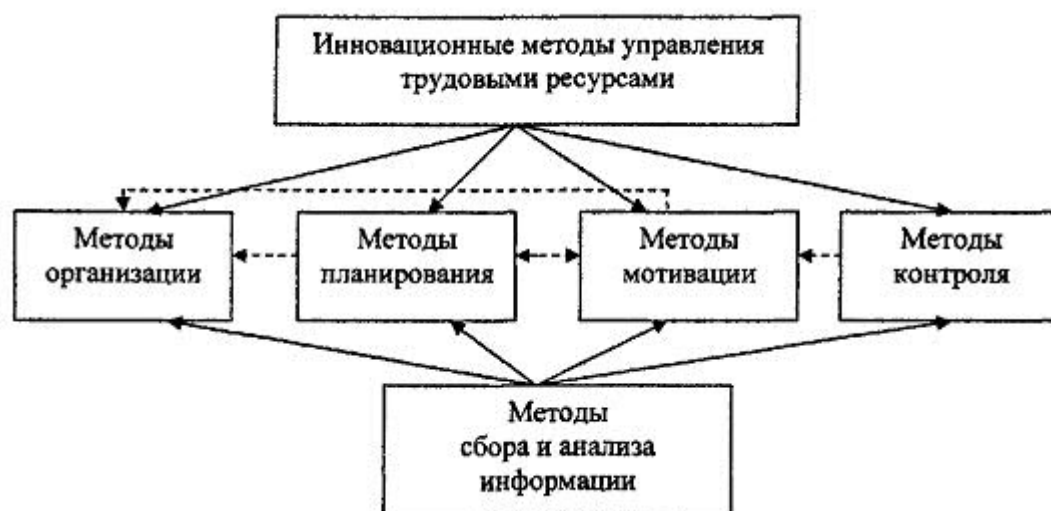 Инновационные методы управления
трудовыми ресурсами
Методы
организации
Методы
планирования
Методы
мотивации
Методы
контроля
Методы
сбора и анализа
информации